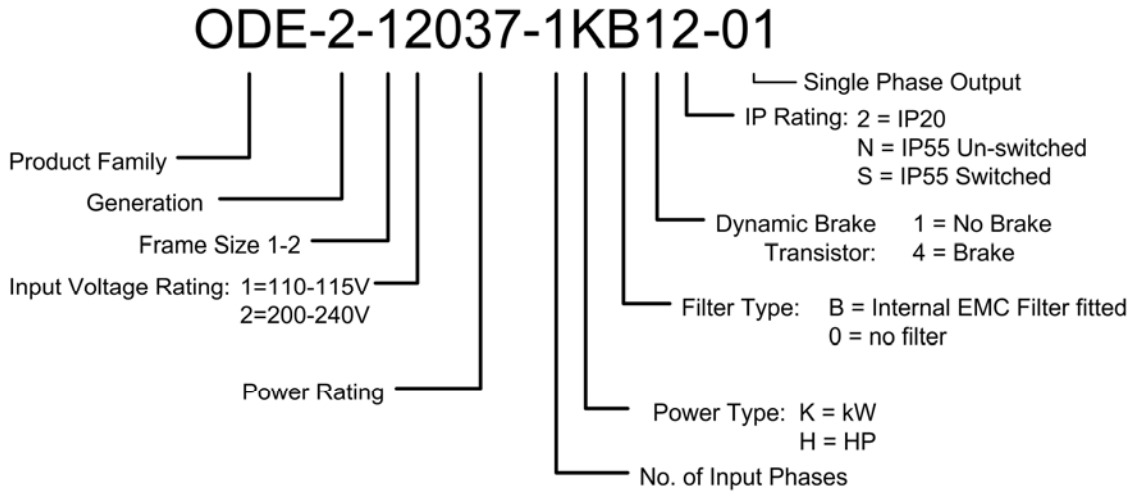 ODE-2-12037-1KB12-01
Single Phase Output
IP Rating: 2 = IP20
N = IP55 Un-switched
S = IP55 Switched
Product Family
Generation
Dynamic Brake 1 = No Brake
Transistor: 4 = Brake
Frame Size 1-2
Input Voltage Rating: 1=110-115V
2=200-240V
Filter Type: B = Internal EMC Filter fitted
0 = no filter
Power Rating
Power Type: K = kW
H = HP
No. of Input Phases